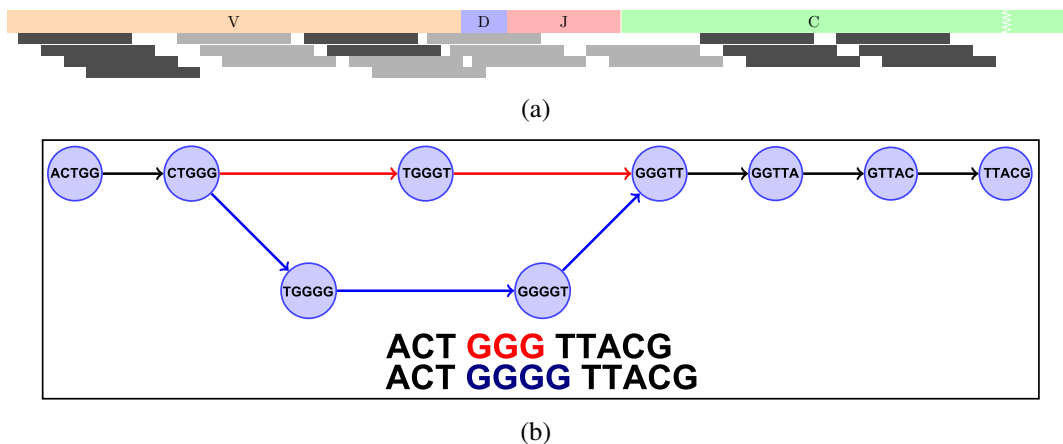 V D J C
(a)
ACTGG CTGGG TGGGT GGGTT GGTTA GTTAC TTACG
TGGGG GGGGT
ACT GGG TTACG
ACT GGGG TTACG
(b)